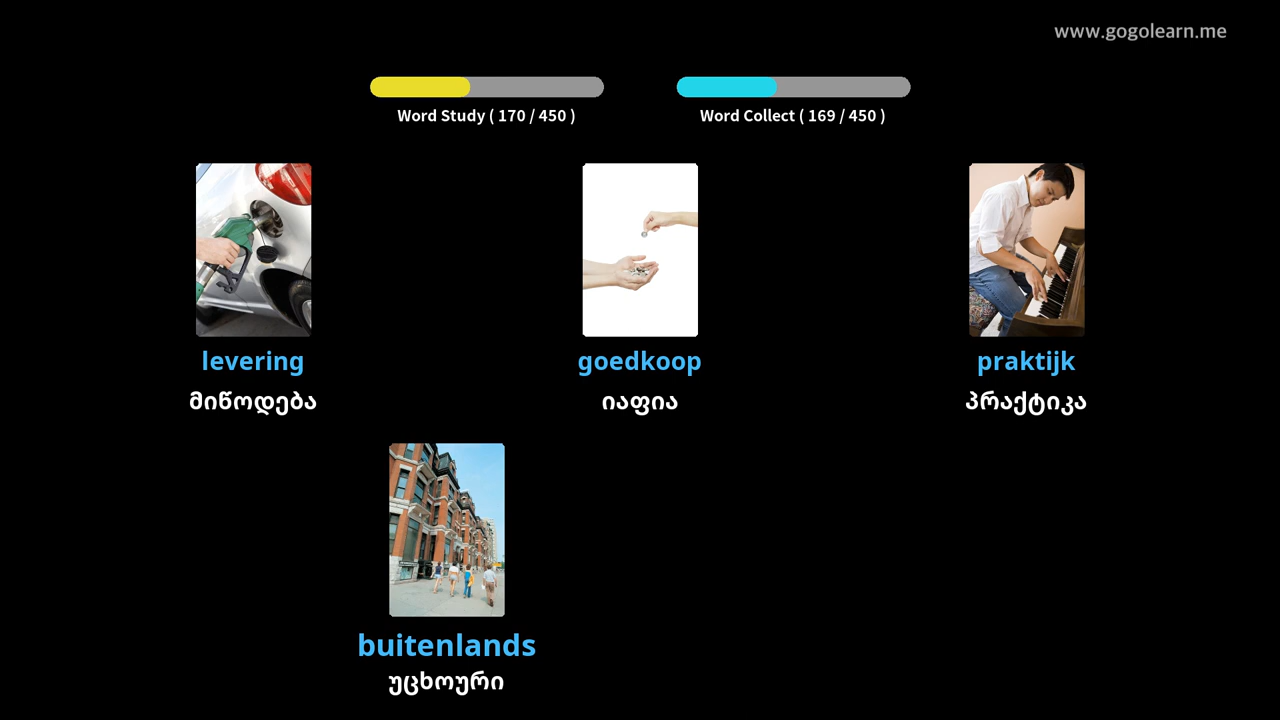 www.gogolearn.me
Word Study ( 170 / 450 )
Word Collect ( 169 / 450 )
levering
მიწოდება
goedkoop
იაფია
praktijk
პრაქტიკა
buitenlands
უცხოური